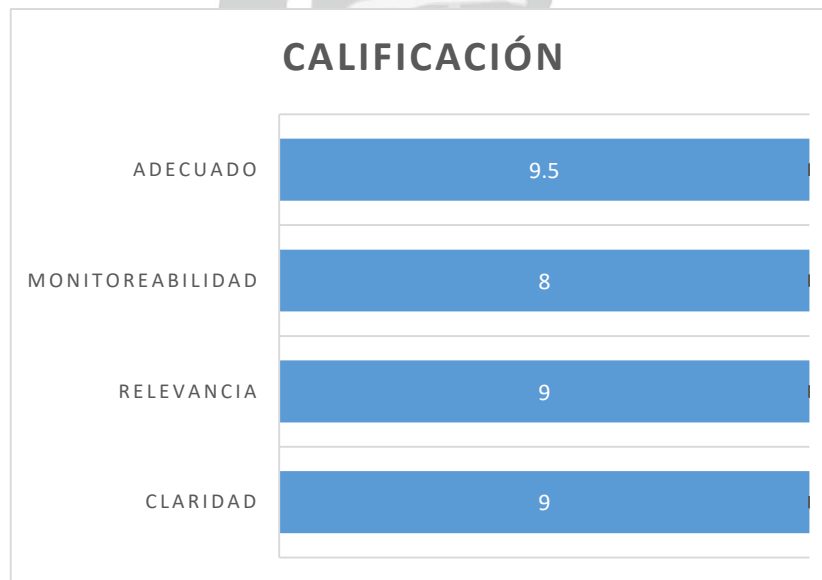 CALIFICACIÓN
ADECUADO 9.5
MONITOREABILIDAD 8
RELEVANCIA 9
CLARIDAD 9